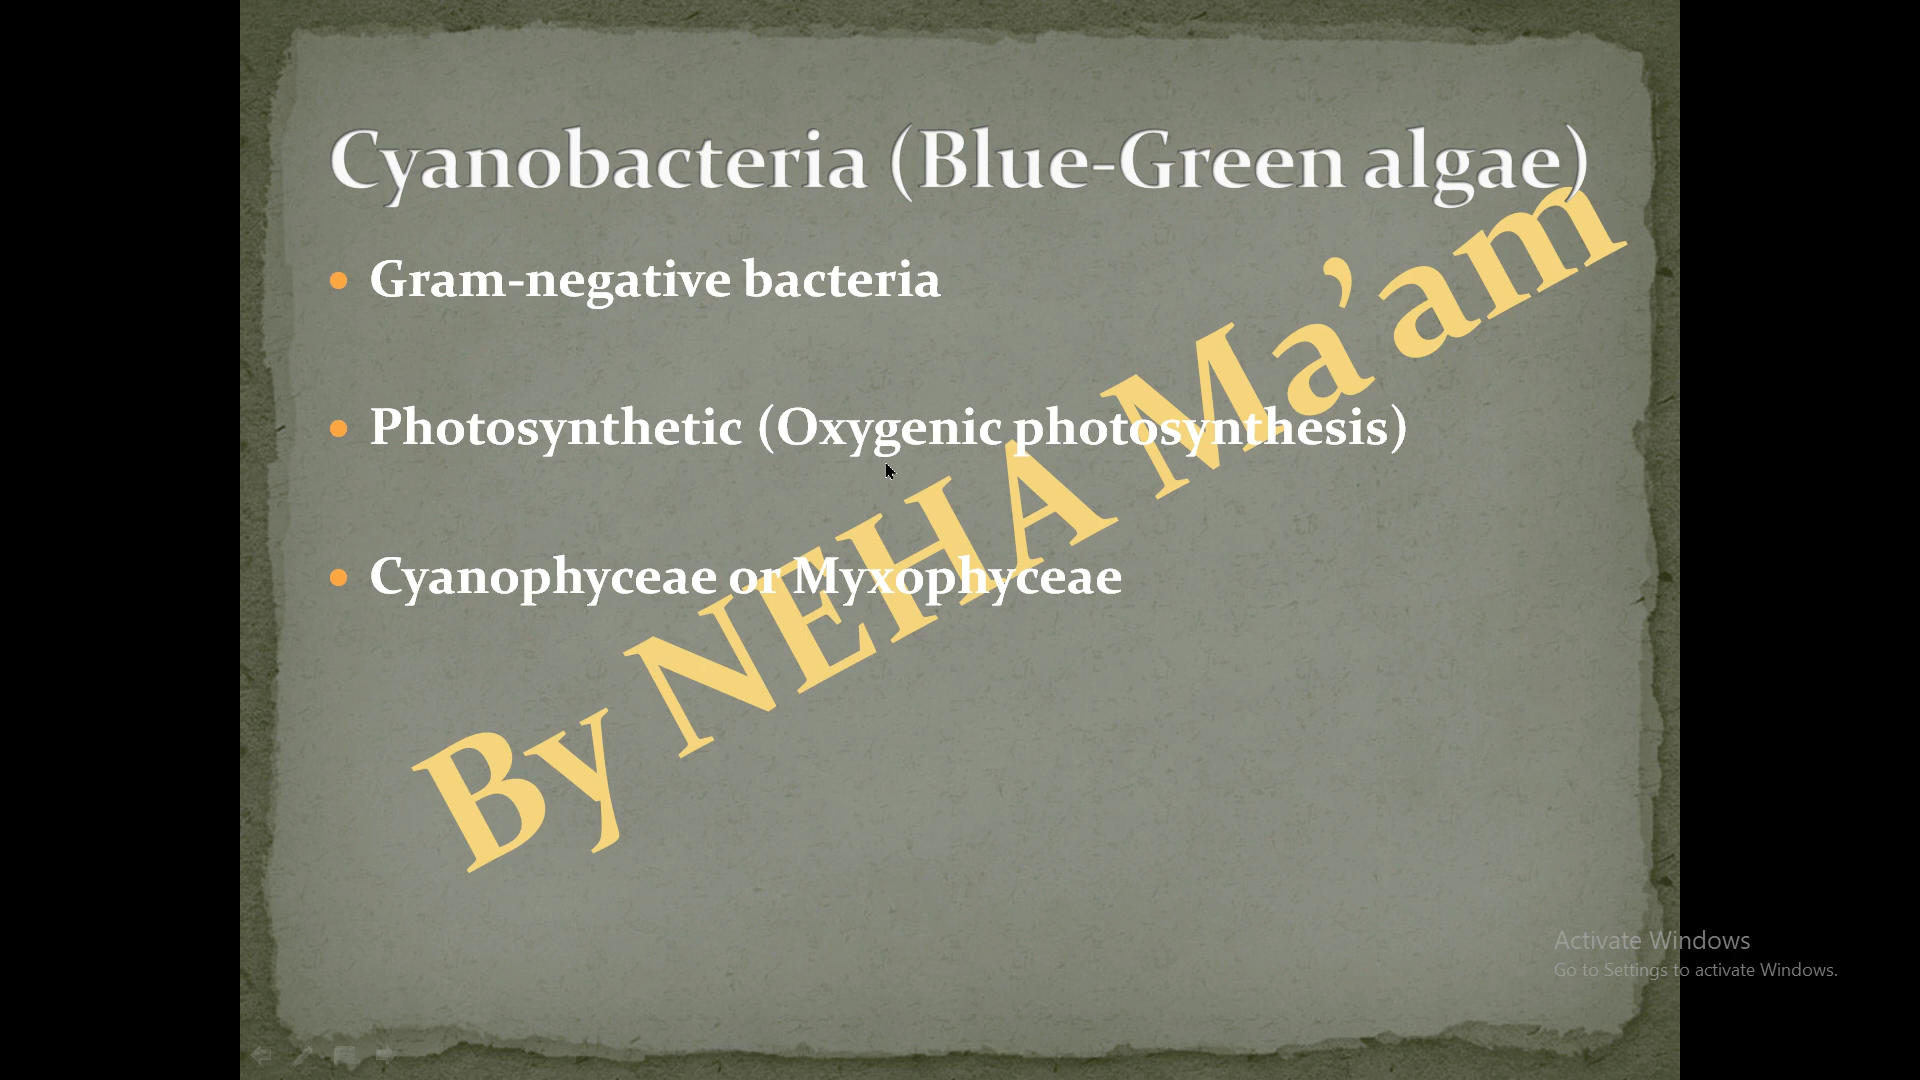 Cyanobacteria (Blue-Green algae)
Gram-negative bacteria
Photosynthetic (Oxygenic photosynthesis)
Cyanophyceae or Myxophyceae
By NEHA Ma’am
Activate Windows
Go to Settings to activate Windows.